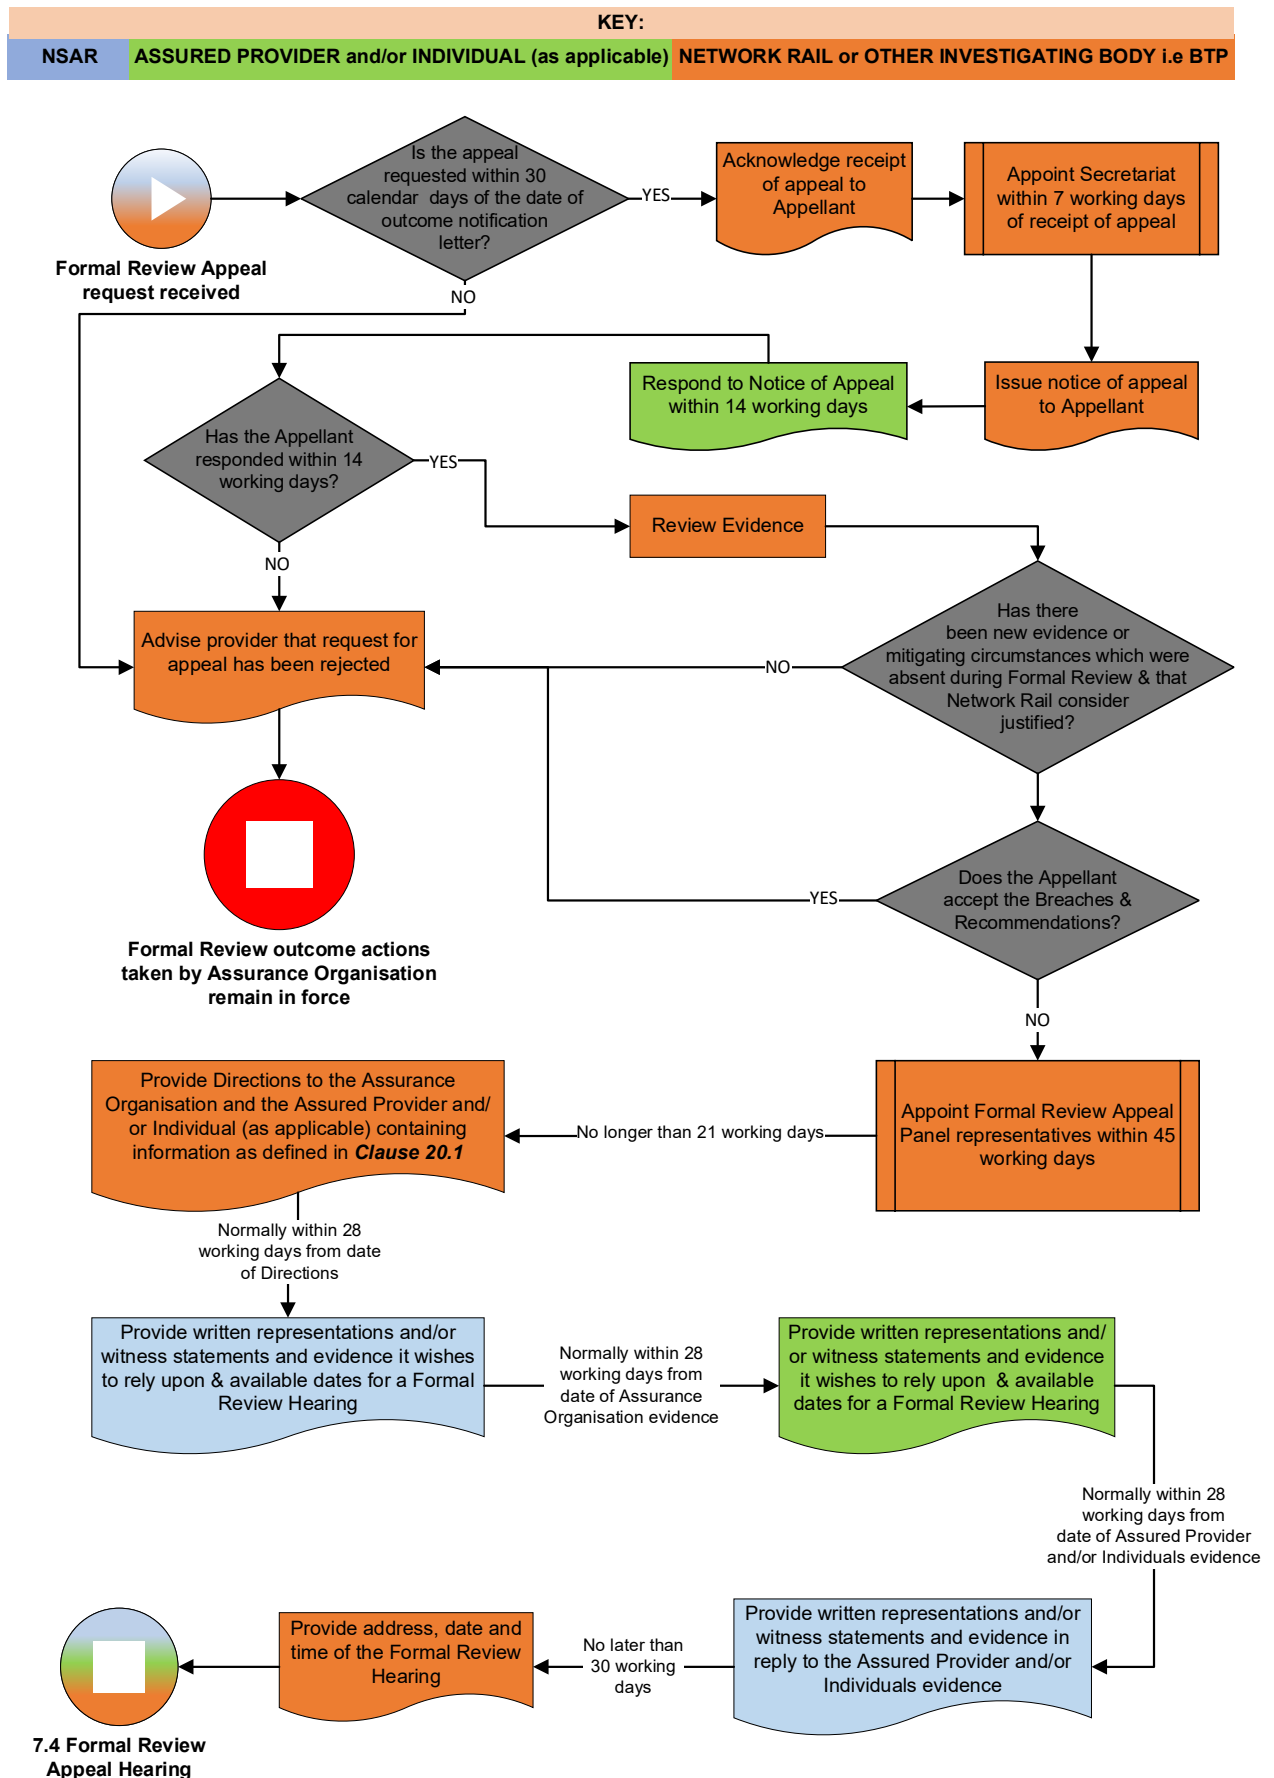 KEY:
NSAR
ASSURED PROVIDER and/or INDIVIDUAL (as applicable)
NETWORK RAIL or OTHER INVESTIGATING BODY i.e BTP
Formal Review Appeal
request received
Is the appeal
requested within 30
calendar days of the date of
outcome notification
letter?
YES
Acknowledge receipt
of appeal to
Appellant
Appoint Secretariat
within 7 working days
of receipt of appeal
NO
Issue notice of appeal
to Appellant
Respond to Notice of Appeal
within 14 working days
Has the Appellant
responded within 14
working days?
YES
NO
Review Evidence
Has there
been new evidence or
mitigating circumstances which were
absent during Formal Review & that
Network Rail consider
justified?
NO
Advise provider that request for
appeal has been rejected
Formal Review outcome actions
taken by Assurance Organisation
remain in force
Does the Appellant
accept the Breaches &
Recommendations?
YES
NO
Appoint Formal Review Appeal
Panel representatives within 45
working days
No longer than 21 working days
Provide Directions to the Assurance
Organisation and the Assured Provider and/
or Individual (as applicable) containing
information as defined in Clause 20.1
Normally within 28
working days from date
of Directions
Provide written representations and/or
witness statements and evidence it wishes
to rely upon & available dates for a Formal
Review Hearing
Normally within 28
working days from
date of Assurance
Organisation evidence
Provide written representations and/
or witness statements and evidence
it wishes to rely upon & available
dates for a Formal Review Hearing
Normally within 28
working days from
date of Assured Provider
and/or Individuals evidence
Provide written representations and/or
witness statements and evidence in
reply to the Assured Provider and/or
Individuals evidence
No later than
30 working
days
Provide address, date and
time of the Formal Review
Hearing
7.4 Formal Review
Appeal Hearing